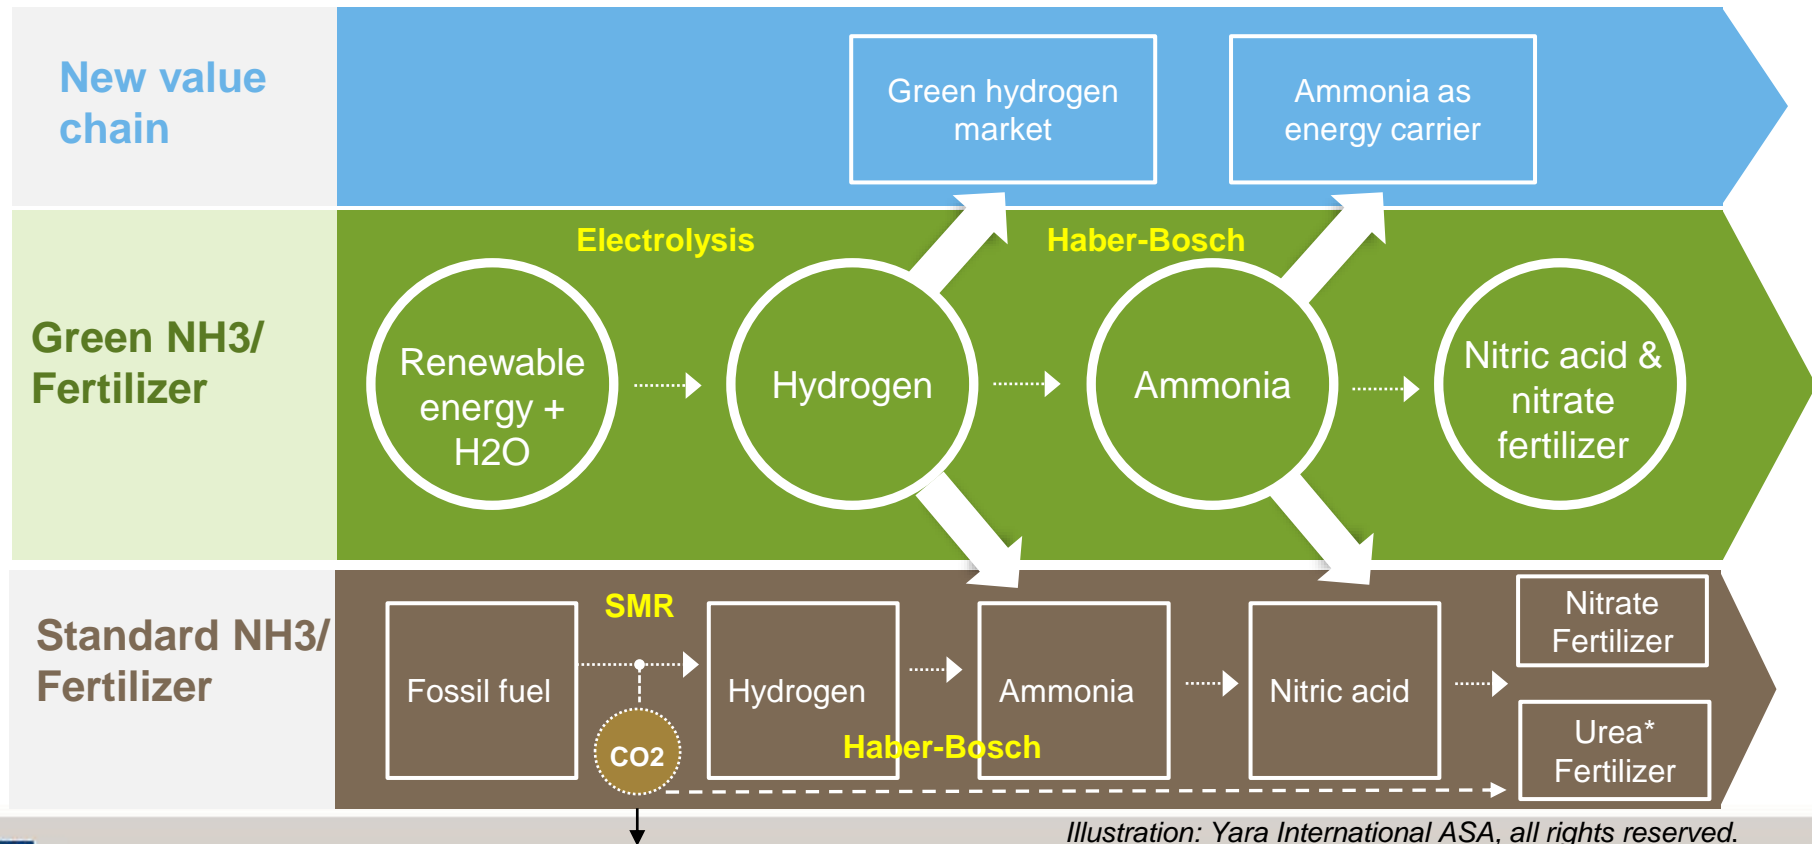 New value
chain
Green hydrogen
market
Ammonia as
energy carrier
Green NH3/
Fertilizer
Electrolysis
Haber-Bosch
Renewable
energy +
H2O
Hydrogen
Ammonia
Nitric acid &
nitrate
fertilizer
Standard NH3/
Fertilizer
SMR
Fossil fuel
CO2
Hydrogen
Haber-Bosch
Ammonia
Nitric acid
Nitrate
Fertilizer
Urea*
Fertilizer
Illustration: Yara International ASA, all rights reserved.